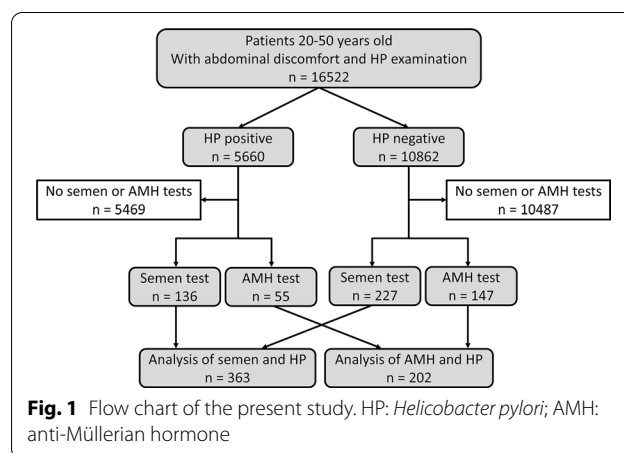 Patients 20-50 years old
With abdominal discomfort and HP examination
n = 16522
HP positive
n = 5660
HP negative
n = 10862
No semen or AMH tests
n = 5469
No semen or AMH tests
n = 10487
Semen test
n = 136
AMH test
n = 55
Semen test
n = 227
AMH test
n = 147
Analysis of semen and HP
n = 363
Analysis of AMH and HP
n = 202
Fig. 1 Flow chart of the present study. HP: Helicobacter pylori; AMH:
anti-Müllerian hormone